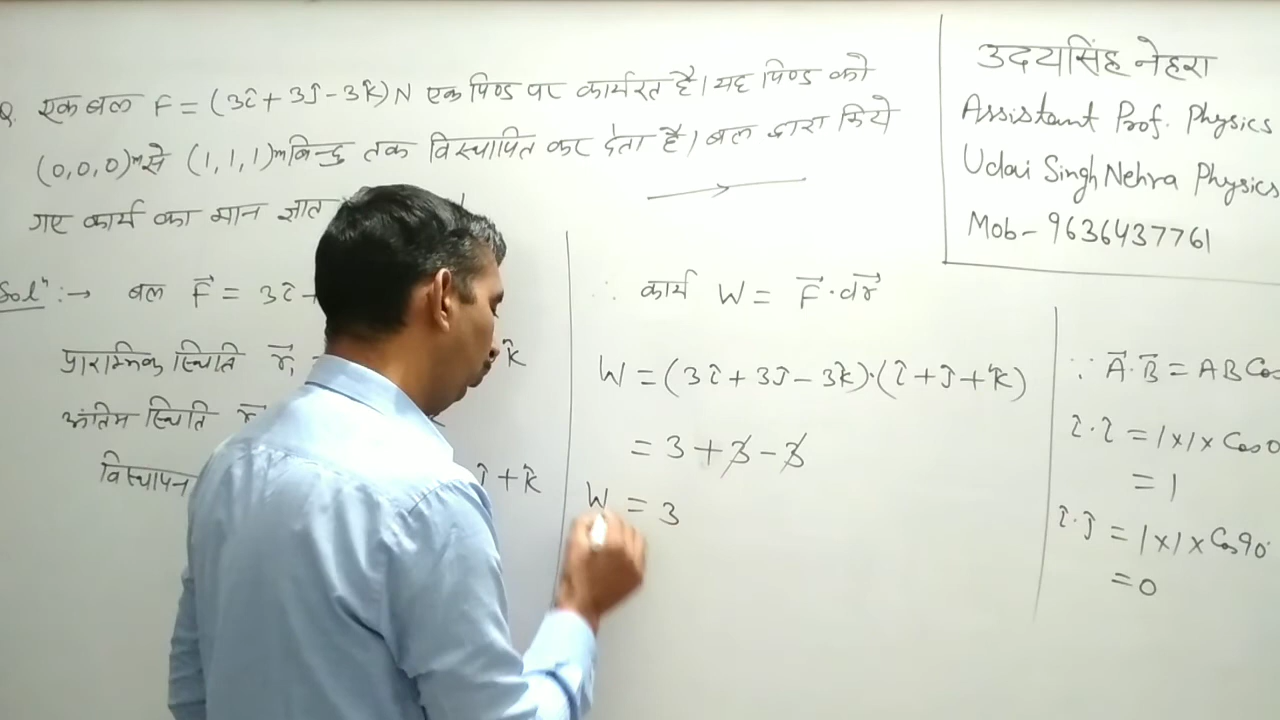 Q. एक बल F = (3î + 3ĵ - 3k̂) N एक पिण्ड पर कार्यरत है। यह पिण्ड को
(0,0,0)m से (1,1,1)m बिन्दु तक विस्थापित कर देता है। बल द्वारा किये
गए कार्य का मान ज्ञात
Solⁿ :→ बल F⃗ = 3î
प्रारम्भिक स्थिति r⃗₁ k̂
अंतिम स्थिति
विस्थापन ĵ + k̂
∴ कार्य W = F⃗ · dr⃗
W = (3î + 3ĵ - 3k̂)·(î + ĵ + k̂)
= 3 + 3 - 3
W = 3
∵ A⃗·B⃗ = AB Cos
î·î = 1×1×Cos0
= 1
î·ĵ = 1×1×Cos90°
= 0
उदयसिंह नेहरा
Assistant Prof. Physics
Udai Singh Nehra Physics
Mob - 9636437761